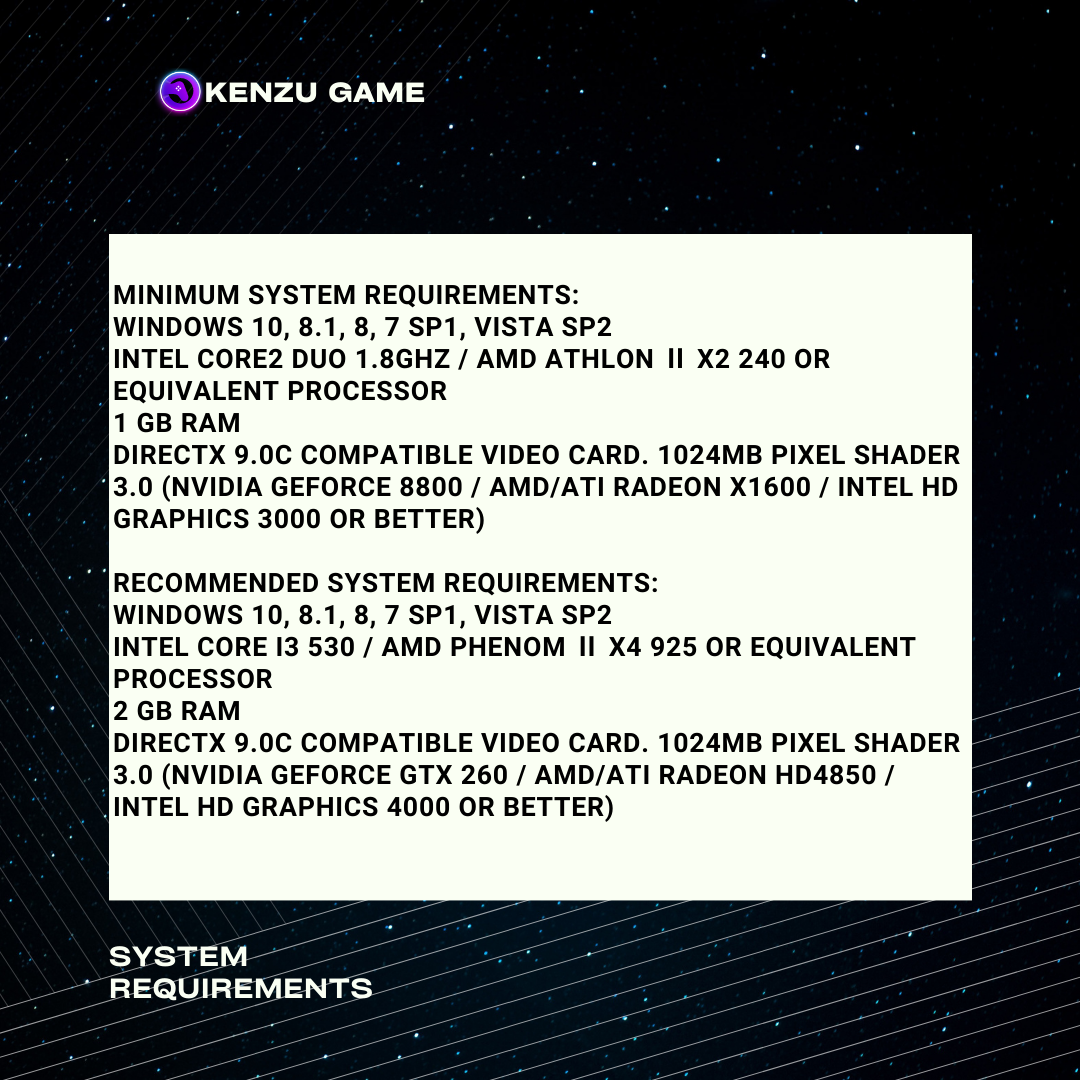 KENZU GAME
MINIMUM SYSTEM REQUIREMENTS:
WINDOWS 10, 8.1, 8, 7 SP1, VISTA SP2
INTEL CORE2 DUO 1.8GHZ / AMD ATHLON Ⅱ X2 240 OR
EQUIVALENT PROCESSOR
1 GB RAM
DIRECTX 9.0C COMPATIBLE VIDEO CARD. 1024MB PIXEL SHADER
3.0 (NVIDIA GEFORCE 8800 / AMD/ATI RADEON X1600 / INTEL HD
GRAPHICS 3000 OR BETTER)
RECOMMENDED SYSTEM REQUIREMENTS:
WINDOWS 10, 8.1, 8, 7 SP1, VISTA SP2
INTEL CORE I3 530 / AMD PHENOM Ⅱ X4 925 OR EQUIVALENT
PROCESSOR
2 GB RAM
DIRECTX 9.0C COMPATIBLE VIDEO CARD. 1024MB PIXEL SHADER
3.0 (NVIDIA GEFORCE GTX 260 / AMD/ATI RADEON HD4850 /
INTEL HD GRAPHICS 4000 OR BETTER)
SYSTEM
REQUIREMENTS